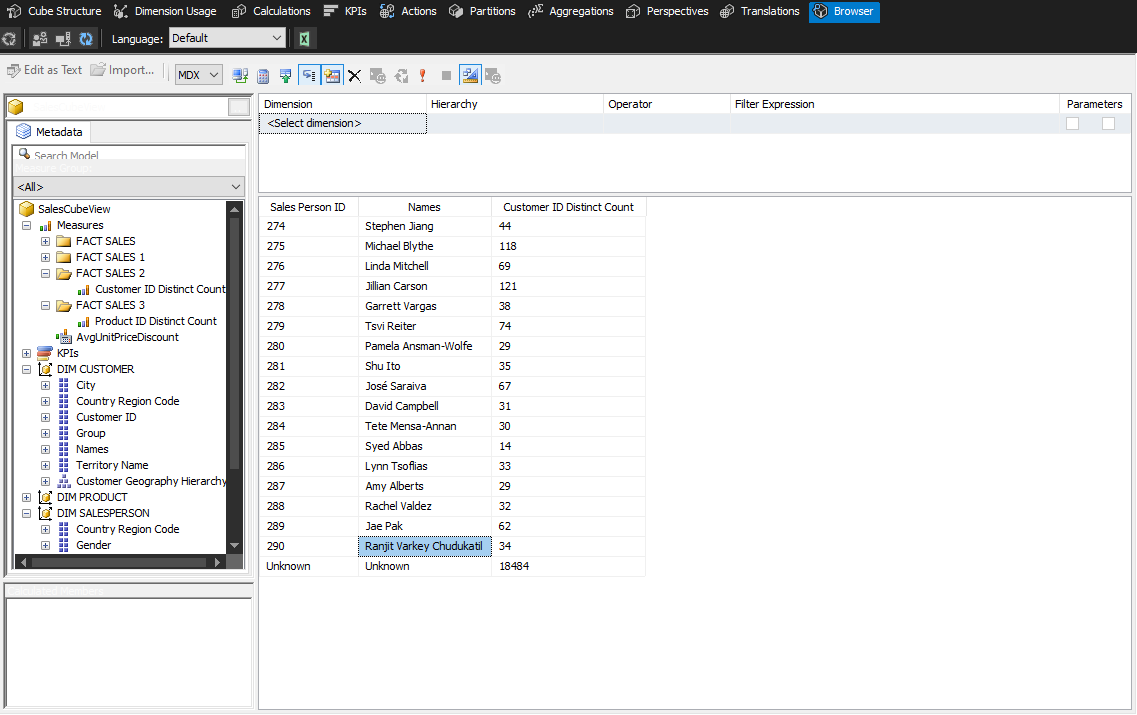 Cube Structure Dimension Usage Calculations KPIs Actions Partitions Aggregations Perspectives Translations Browser
Language: Default
Edit as Text Import... MDX
Metadata
Search Model
Measure Group:
<All>
SalesCubeView
Measures
FACT SALES
FACT SALES 1
FACT SALES 2
Customer ID Distinct Count
FACT SALES 3
Product ID Distinct Count
AvgUnitPriceDiscount
KPIs
DIM CUSTOMER
City
Country Region Code
Customer ID
Group
Names
Territory Name
Customer Geography Hierarchy
DIM PRODUCT
DIM SALESPERSON
Country Region Code
Gender
Calculated Members
Dimension Hierarchy Operator Filter Expression Parameters
<Select dimension>
Sales Person ID Names Customer ID Distinct Count
274 Stephen Jiang 44
275 Michael Blythe 118
276 Linda Mitchell 69
277 Jillian Carson 121
278 Garrett Vargas 38
279 Tsvi Reiter 74
280 Pamela Ansman-Wolfe 29
281 Shu Ito 35
282 José Saraiva 67
283 David Campbell 31
284 Tete Mensa-Annan 30
285 Syed Abbas 14
286 Lynn Tsoflias 33
287 Amy Alberts 29
288 Rachel Valdez 32
289 Jae Pak 62
290 Ranjit Varkey Chudukatil 34
Unknown Unknown 18484